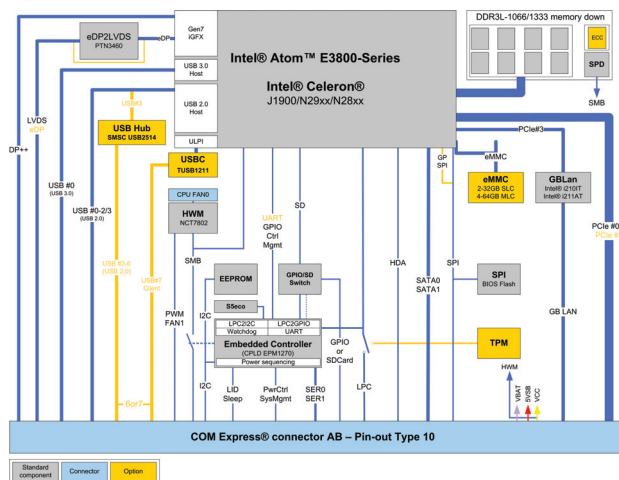 DDR3L-1066/1333 memory down
eDP2LVDS
PTN3460
eDP
Gen7
iGFX
Intel® Atom™ E3800-Series
Intel® Celeron®
J1900/N29xx/N28xx
ECC
SPD
SMB
USB 3.0
Host
USB 2.0
Host
ULPI
USB#3
LVDS
eDP
DP++
USB Hub
SMSC USB2514
USBC
TUSB1211
PCIe#3
GP
SPI
eMMC
eMMC
2-32GB SLC
4-64GB MLC
GBLan
Intel® i210IT
Intel® i211AT
CPU FAN0
HWM
NCT7802
USB #0
(USB 3.0)
USB #0-2/3
(USB 2.0)
UART
GPIO
Ctrl
Mgmt
SD
PCIe #0
PCIe #
SMB
HDA
SPI
SPI
BIOS Flash
EEPROM
GPIO/SD
Switch
SATA0
SATA1
(USB 2.0)
USB#7
Client
S5eco
I2C
PWM
FAN1
GB LAN
LPC2I2C
LPC2GPIO
Watchdog
UART
Embedded Controller
(CPLD EPM1270)
Power sequencing
GPIO
or
SDCard
TPM
HWM
VBAT
5VSB
VCC
I2C
LID
Sleep
PwrCtrl
SysMgmt
SER0
SER1
LPC
6or7
COM Express® connector AB – Pin-out Type 10
Standard
component
Connector
Option